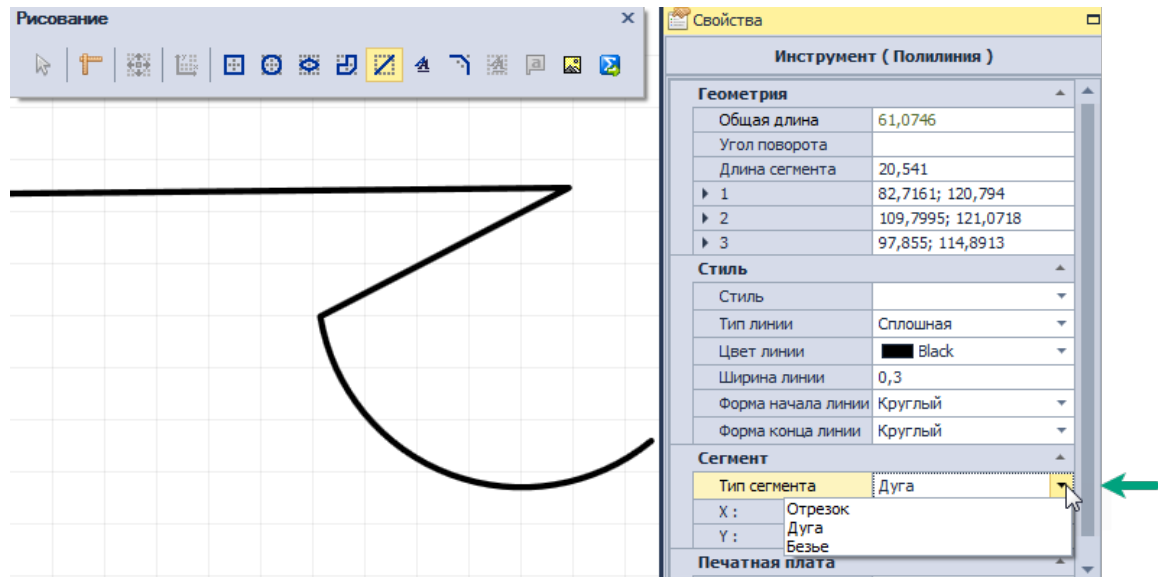 Рисование
Свойства
Инструмент ( Полилиния )
Геометрия
Общая длина 61,0746
Угол поворота
Длина сегмента 20,541
1 82,7161; 120,794
2 109,7995; 121,0718
3 97,855; 114,8913
Стиль
Стиль
Тип линии Сплошная
Цвет линии Black
Ширина линии 0,3
Форма начала линии Круглый
Форма конца линии Круглый
Сегмент
Тип сегмента Дуга
X :
Отрезок
Дуга
Y :
Безье
Печатная плата